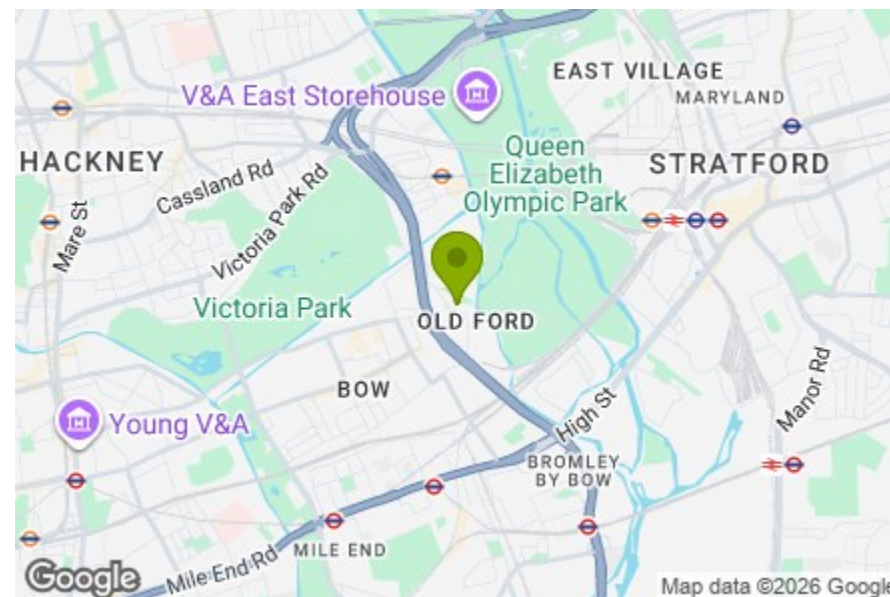 EAST VILLAGE
V&A East Storehouse
MARYLAND
Queen
Elizabeth
Olympic Park
HACKNEY
STRATFORD
Cassland Rd
Victoria Park Rd
Mare St
Victoria Park
OLD FORD
BOW
Manor Rd
High St
Young V&A
BROMLEY
BY BOW
MILE END
Mile End Rd
Google
Map data ©2026 Google